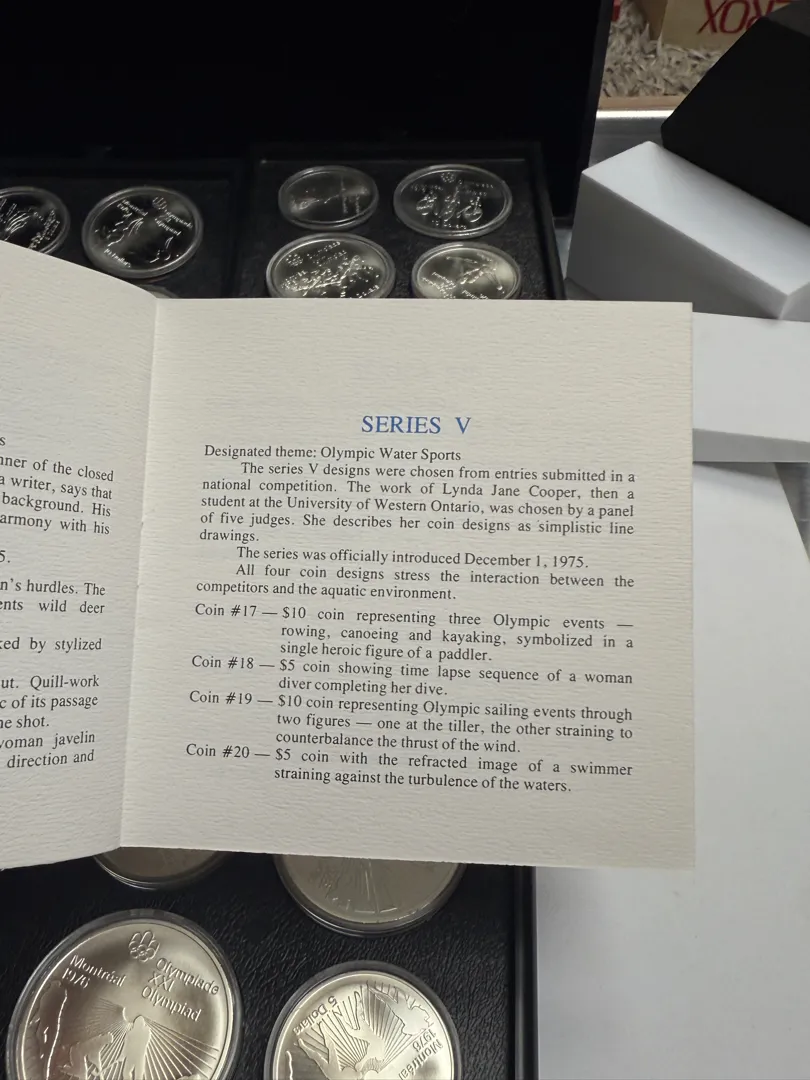 XOЯ
s
nner of the closed
a writer, says that
background. His
armony with his
5.
n's hurdles. The
ents wild deer
ked by stylized
ut. Quill-work
c of its passage
ne shot.
woman javelin
direction and
SERIES V
Designated theme: Olympic Water Sports
The series V designs were chosen from entries submitted in a
national competition. The work of Lynda Jane Cooper, then a
student at the University of Western Ontario, was chosen by a panel
of five judges. She describes her coin designs as simplistic line
drawings.
The series was officially introduced December 1, 1975.
All four coin designs stress the interaction between the
competitors and the aquatic environment.
Coin #17 — $10 coin representing three Olympic events —
rowing, canoeing and kayaking, symbolized in a
single heroic figure of a paddler.
Coin #18 — $5 coin showing time lapse sequence of a woman
diver completing her dive.
Coin #19 — $10 coin representing Olympic sailing events through
two figures — one at the tiller, the other straining to
counterbalance the thrust of the wind.
Coin #20 — $5 coin with the refracted image of a swimmer
straining against the turbulence of the waters.
Montréal
1976
Olympiade
XXI
Olympiad
5 Dollars
Montréal
1976